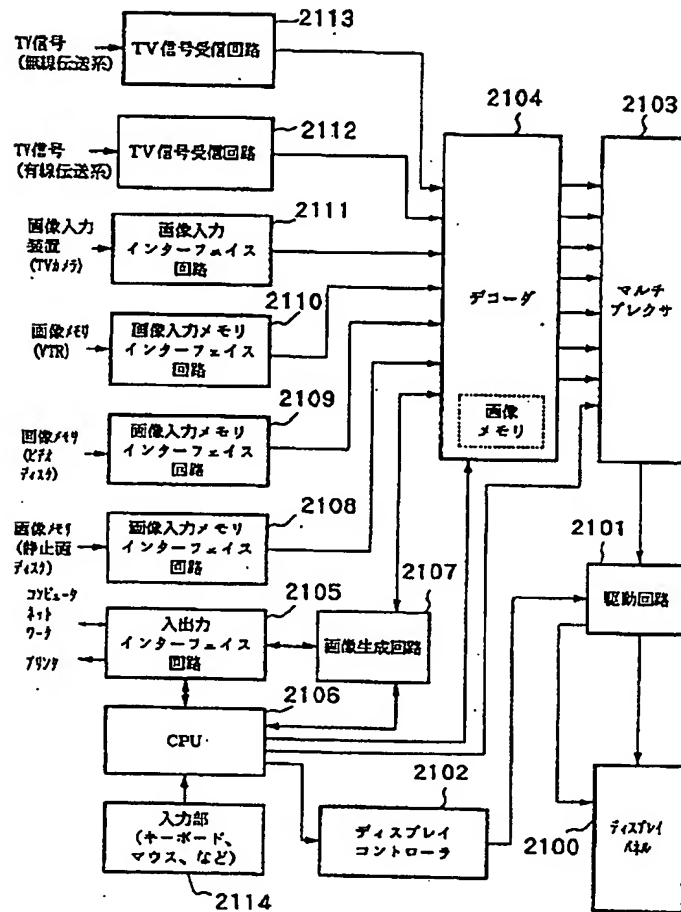 2113
TV信号
(無線伝送系)
TV信号受信回路
2112
TV信号
(有線伝送系)
TV信号受信回路
2111
画像入力
装置
(TVカメラ)
画像入力
インターフェイス
回路
2110
画像メモリ
(VTR)
画像入力メモリ
インターフェイス
回路
2109
画像メモリ
(ビデオ
ディスク)
画像入力メモリ
インターフェイス
回路
2108
画像メモリ
(静止画
ディスク)
画像入力メモリ
インターフェイス
回路
2105
コンピュータ
ネット
ワーク
プリンタ
入出力
インターフェイス
回路
2107
画像生成回路
2106
CPU
入力部
(キーボード、
マウス、など)
2114
2102
ディスプレイ
コントローラ
2104
デコーダ
画像
メモリ
2103
マルチ
プレクサ
2101
駆動回路
2100
ディスプレイ
パネル